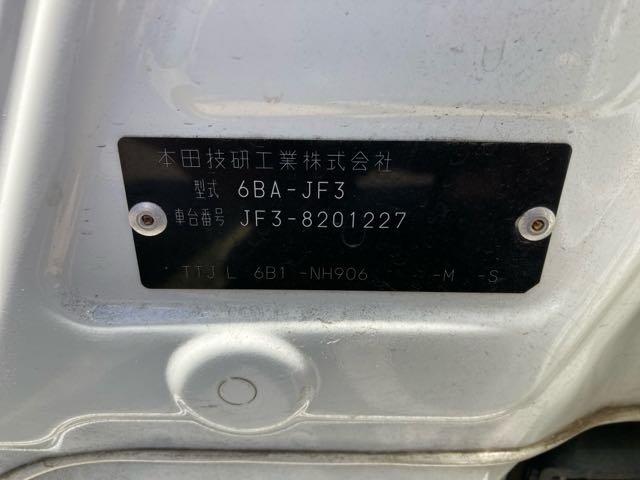 本田技研工業株式会社
型式 6BA-JF3
車台番号 JF3-8201227
TTJ L 6B1 -NH906 -M -S